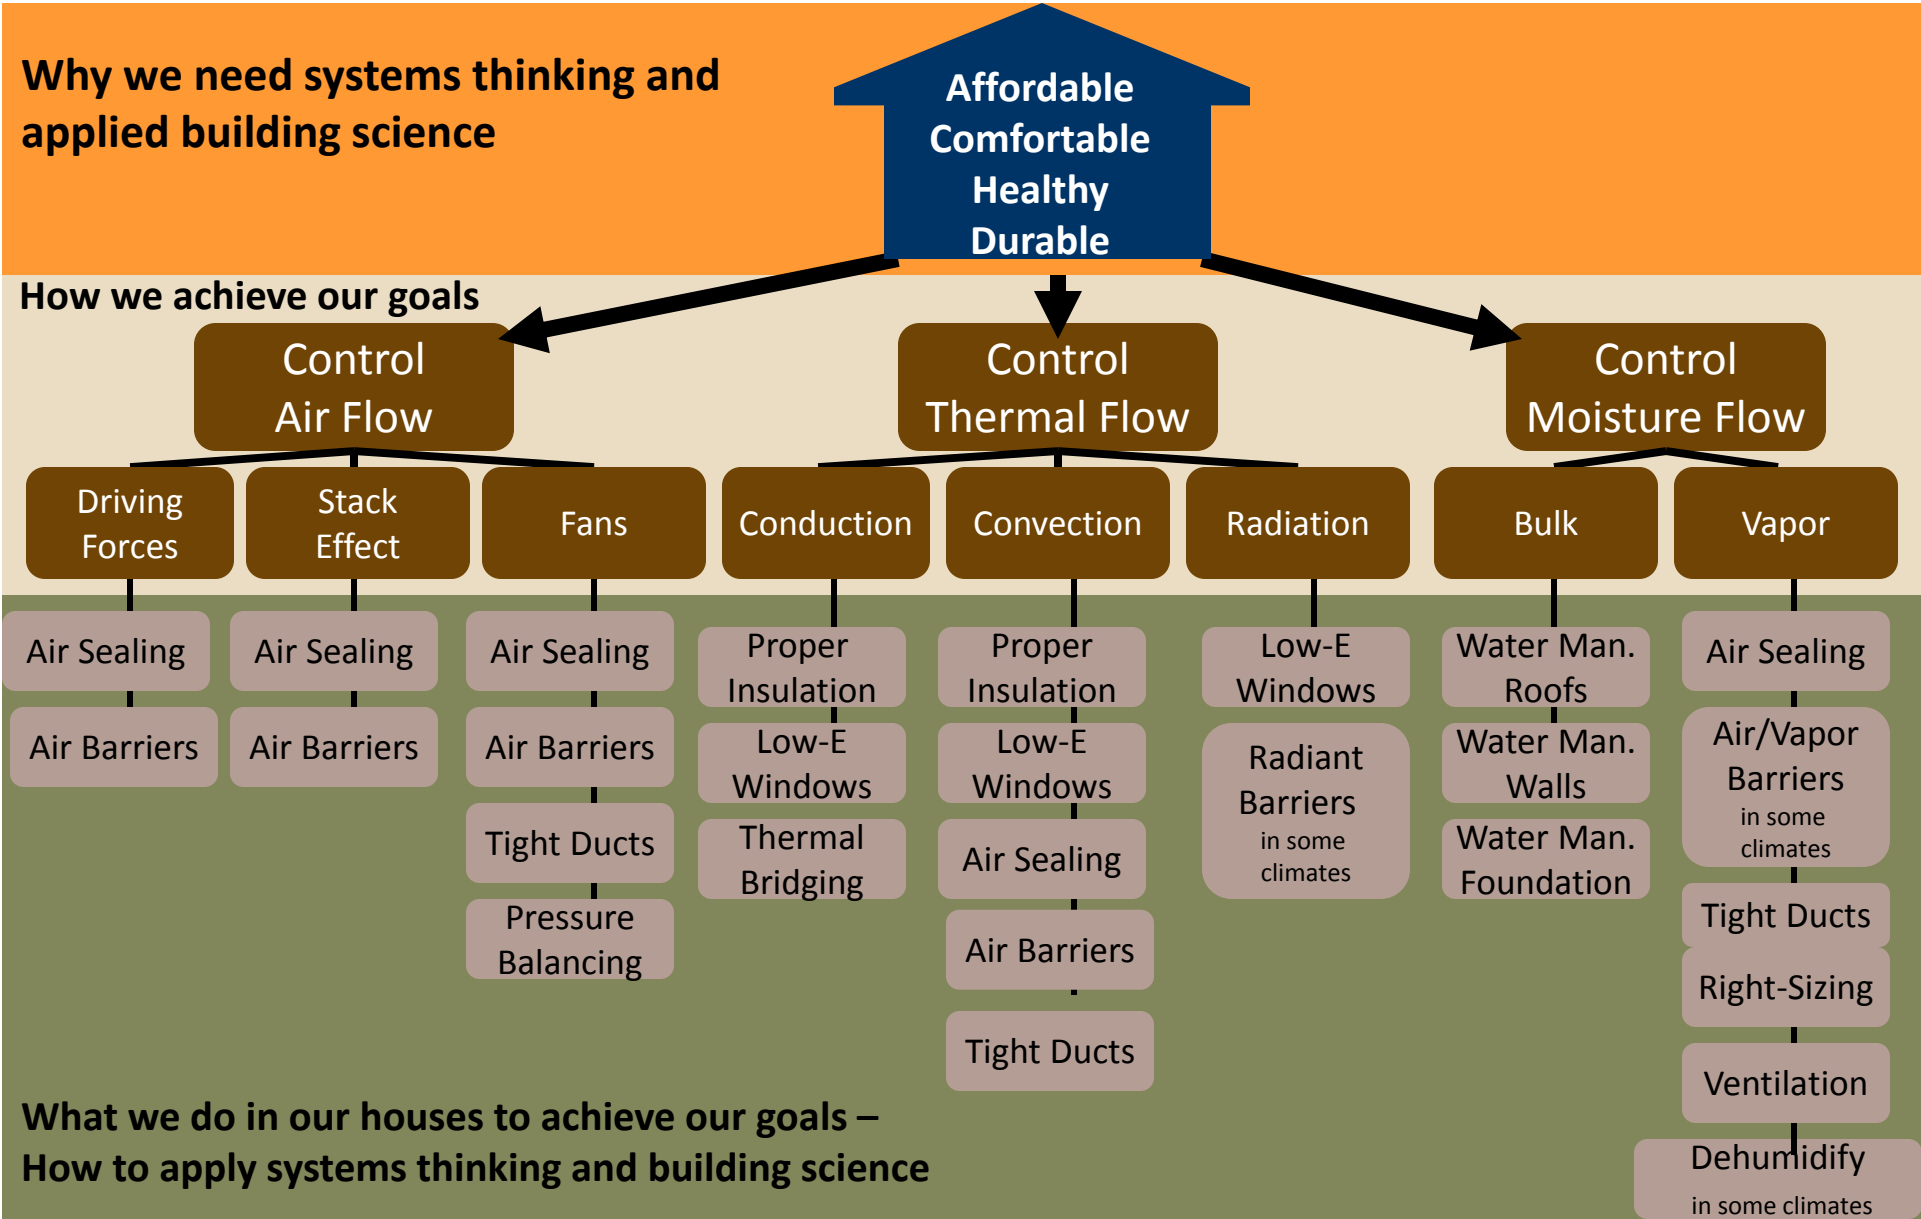 Why we need systems thinking and
applied building science
Affordable
Comfortable
Healthy
Durable
How we achieve our goals
Control
Air Flow
Control
Thermal Flow
Control
Moisture Flow
Driving
Forces
Stack
Effect
Fans
Conduction
Convection
Radiation
Bulk
Vapor
Air Sealing
Air Barriers
Air Sealing
Air Barriers
Air Sealing
Air Barriers
Tight Ducts
Pressure
Balancing
Proper
Insulation
Low-E
Windows
Thermal
Bridging
Proper
Insulation
Low-E
Windows
Air Sealing
Air Barriers
Tight Ducts
Low-E
Windows
Radiant
Barriers
in some
climates
Water Man.
Roofs
Water Man.
Walls
Water Man.
Foundation
Air Sealing
Air/Vapor
Barriers
in some
climates
Tight Ducts
Right-Sizing
Ventilation
Dehumidify
in some climates
What we do in our houses to achieve our goals –
How to apply systems thinking and building science